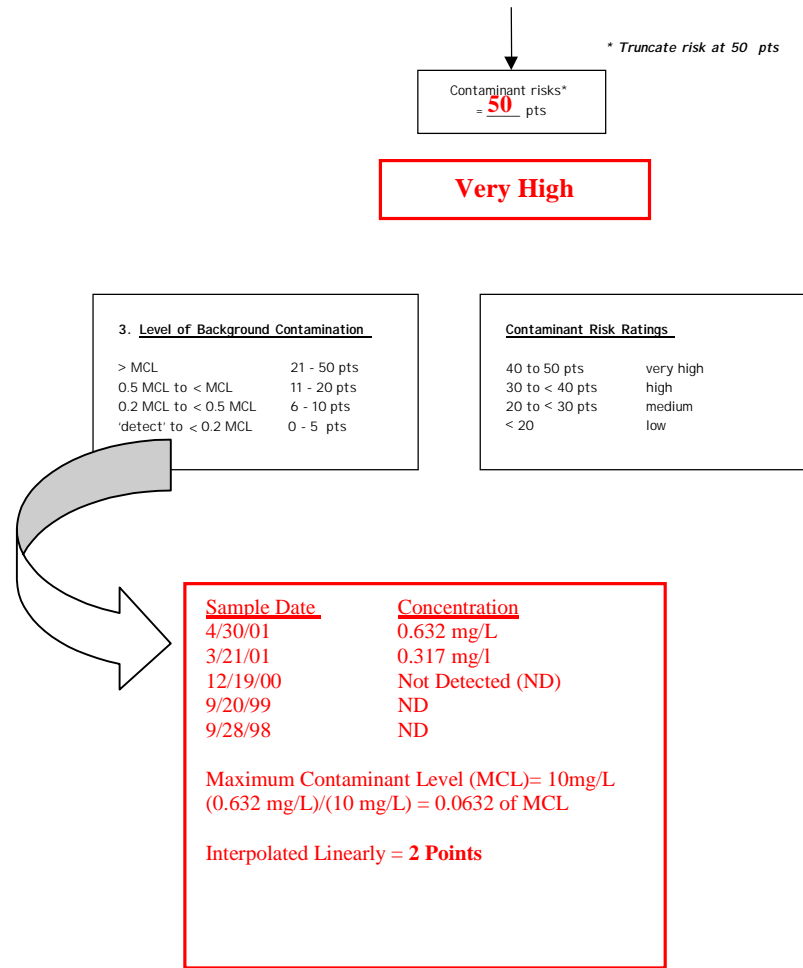 * Truncate risk at 50 pts
Contaminant risks*
= 50 pts
Very High
3. Level of Background Contamination
> MCL 21 - 50 pts
0.5 MCL to < MCL 11 - 20 pts
0.2 MCL to < 0.5 MCL 6 - 10 pts
‘detect’ to < 0.2 MCL 0 - 5 pts
Contaminant Risk Ratings
40 to 50 pts very high
30 to < 40 pts high
20 to < 30 pts medium
< 20 low
Sample Date Concentration
4/30/01 0.632 mg/L
3/21/01 0.317 mg/l
12/19/00 Not Detected (ND)
9/20/99 ND
9/28/98 ND
Maximum Contaminant Level (MCL)= 10mg/L
(0.632 mg/L)/(10 mg/L) = 0.0632 of MCL
Interpolated Linearly = 2 Points